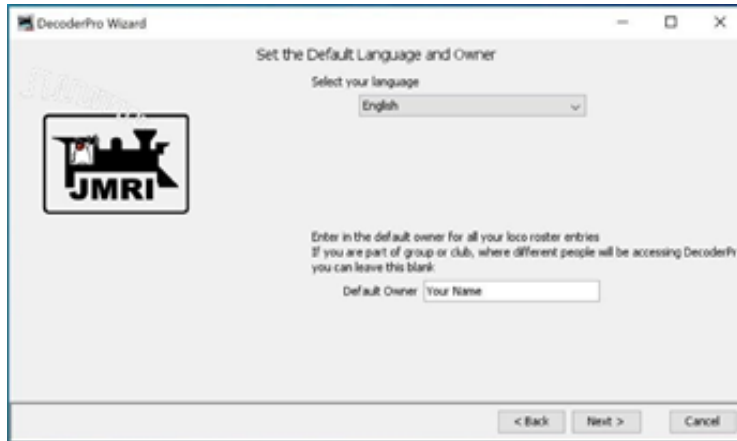 DecoderPro Wizard
Set the Default Language and Owner
Select your language
English
JMRI
Enter in the default owner for all your loco roster entries
If you are part of group or club, where different people will be accessing DecoderPr
you can leave this blank
Default Owner Your Name
< Back Next > Cancel